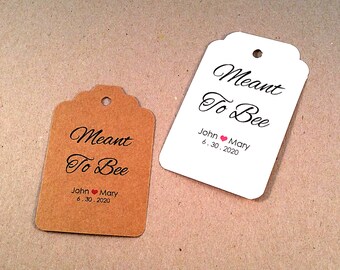 Meant
To Bee
John ❤ Mary
6 . 30 . 2020
Meant
To Bee
John ❤ Mary
6 . 30 . 2020